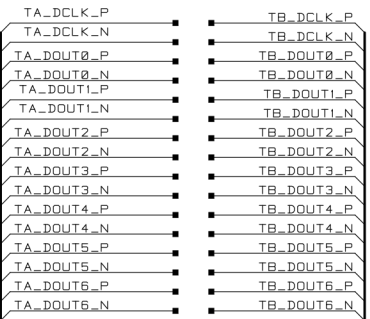 TA_DCLK_P
TA_DCLK_N
TA_DOUT0_P
TA_DOUT0_N
TA_DOUT1_P
TA_DOUT1_N
TA_DOUT2_P
TA_DOUT2_N
TA_DOUT3_P
TA_DOUT3_N
TA_DOUT4_P
TA_DOUT4_N
TA_DOUT5_P
TA_DOUT5_N
TA_DOUT6_P
TA_DOUT6_N
TB_DCLK_P
TB_DCLK_N
TB_DOUT0_P
TB_DOUT0_N
TB_DOUT1_P
TB_DOUT1_N
TB_DOUT2_P
TB_DOUT2_N
TB_DOUT3_P
TB_DOUT3_N
TB_DOUT4_P
TB_DOUT4_N
TB_DOUT5_P
TB_DOUT5_N
TB_DOUT6_P
TB_DOUT6_N